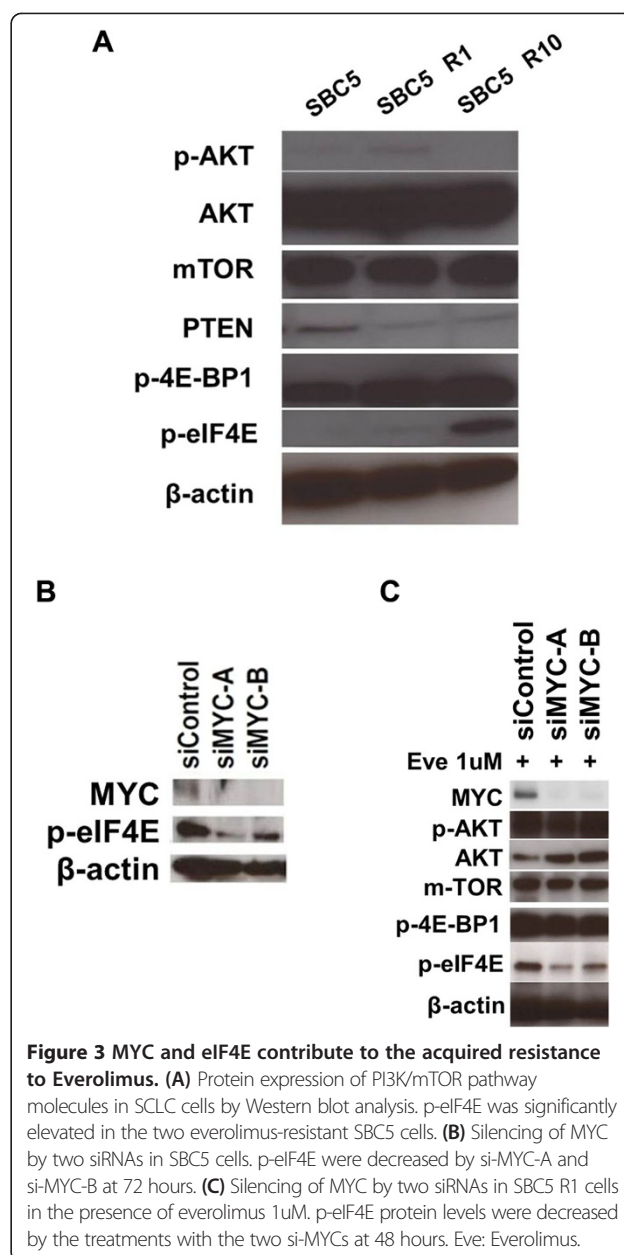 A
SBC5
SBC5 R1
SBC5 R10
p-AKT
AKT
mTOR
PTEN
p-4E-BP1
p-eIF4E
β-actin
B
siControl
siMYC-A
siMYC-B
MYC
p-eIF4E
β-actin
C
siControl
siMYC-A
siMYC-B
Eve 1uM + + +
MYC
p-AKT
AKT
m-TOR
p-4E-BP1
p-eIF4E
β-actin
Figure 3 MYC and eIF4E contribute to the acquired resistance
to Everolimus. (A) Protein expression of PI3K/mTOR pathway
molecules in SCLC cells by Western blot analysis. p-eIF4E was significantly
elevated in the two everolimus-resistant SBC5 cells. (B) Silencing of MYC
by two siRNAs in SBC5 cells. p-eIF4E were decreased by si-MYC-A and
si-MYC-B at 72 hours. (C) Silencing of MYC by two siRNAs in SBC5 R1 cells
in the presence of everolimus 1uM. p-eIF4E protein levels were decreased
by the treatments with the two si-MYCs at 48 hours. Eve: Everolimus.